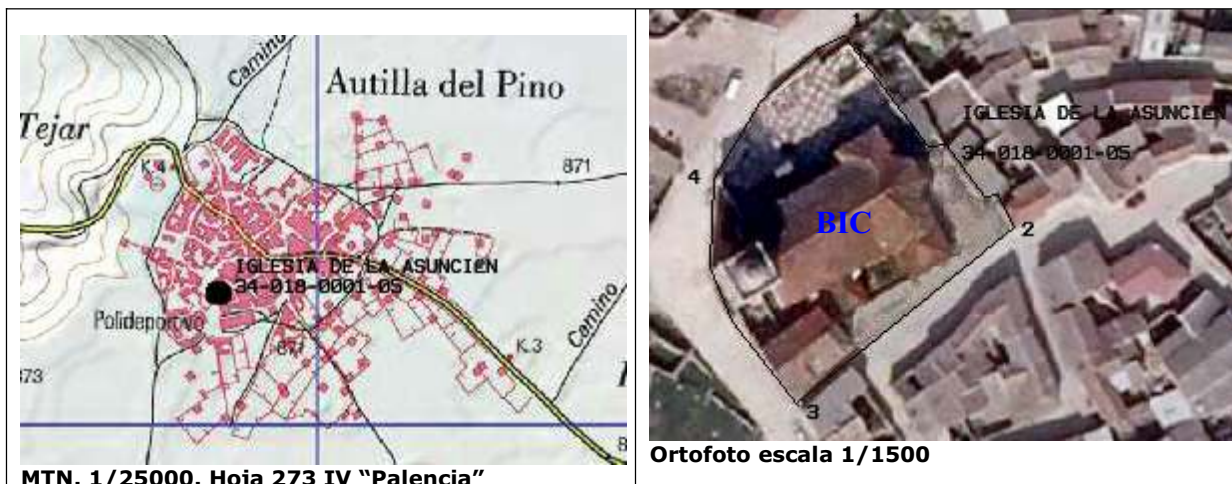 Autilla del Pino
Camino
Tejar
K.4
871
IGLESIA DE LA ASUNCIEN
34-018-0001-05
Polideportivo
871
K.3
Camino
873
8
MTN. 1/25000. Hoja 273 IV “Palencia”
1
IGLESIA DE LA ASUNCIEN
34-018-0001-05
4
BIC
2
3
Ortofoto escala 1/1500